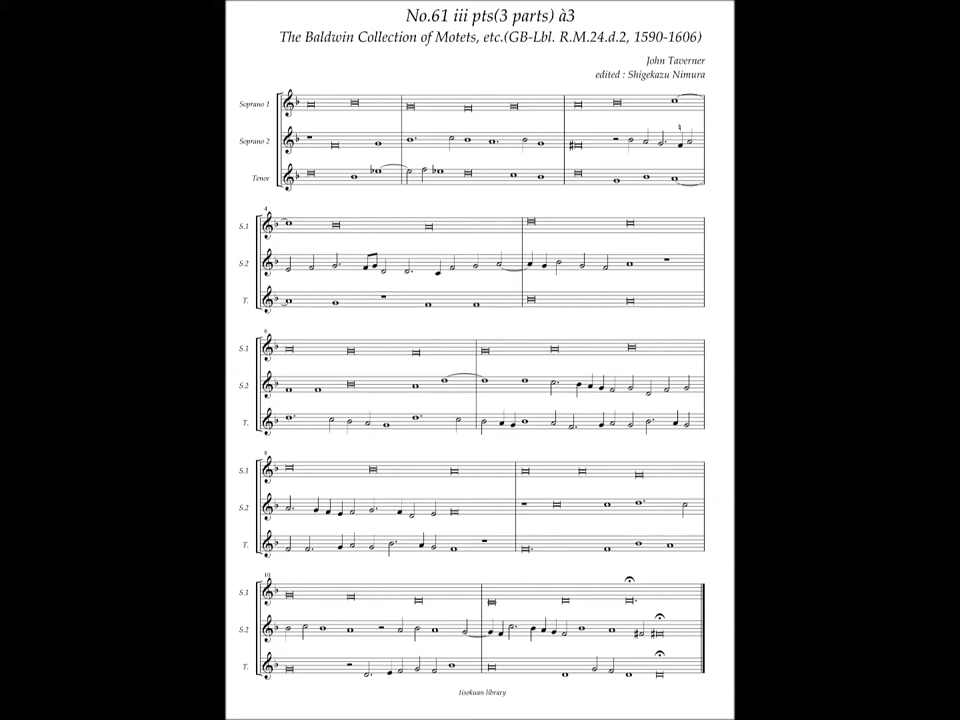 No.61 iii pts(3 parts) à3
The Baldwin Collection of Motets, etc.(GB-Lbl. R.M.24.d.2, 1590-1606)
John Taverner
edited : Shigekazu Nimura
Soprano 1
Soprano 2
Tenor
4
S.1
S.2
T.
6
S.1
S.2
T.
8
S.1
S.2
T.
10
S.1
S.2
T.
tisokuan library